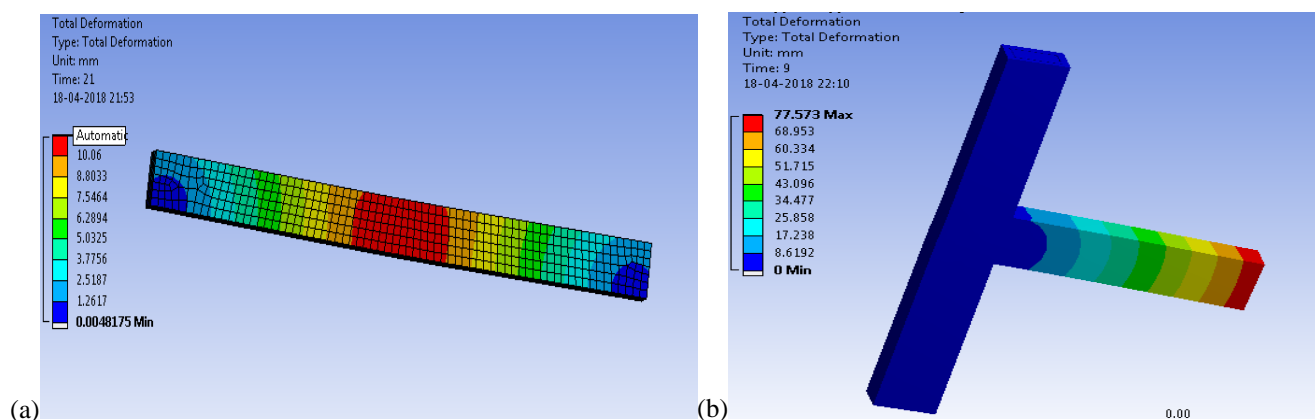 Total Deformation
Type: Total Deformation
Unit: mm
Time: 21
18-04-2018 21:53
Automatic
10.06
8.8033
7.5464
6.2894
5.0325
3.7756
2.5187
1.2617
0.0048175 Min
(a)
Total Deformation
Type: Total Deformation
Unit: mm
Time: 9
18-04-2018 22:10
77.573 Max
68.953
60.334
51.715
43.096
34.477
25.858
17.238
8.6192
0 Min
0.00
(b)